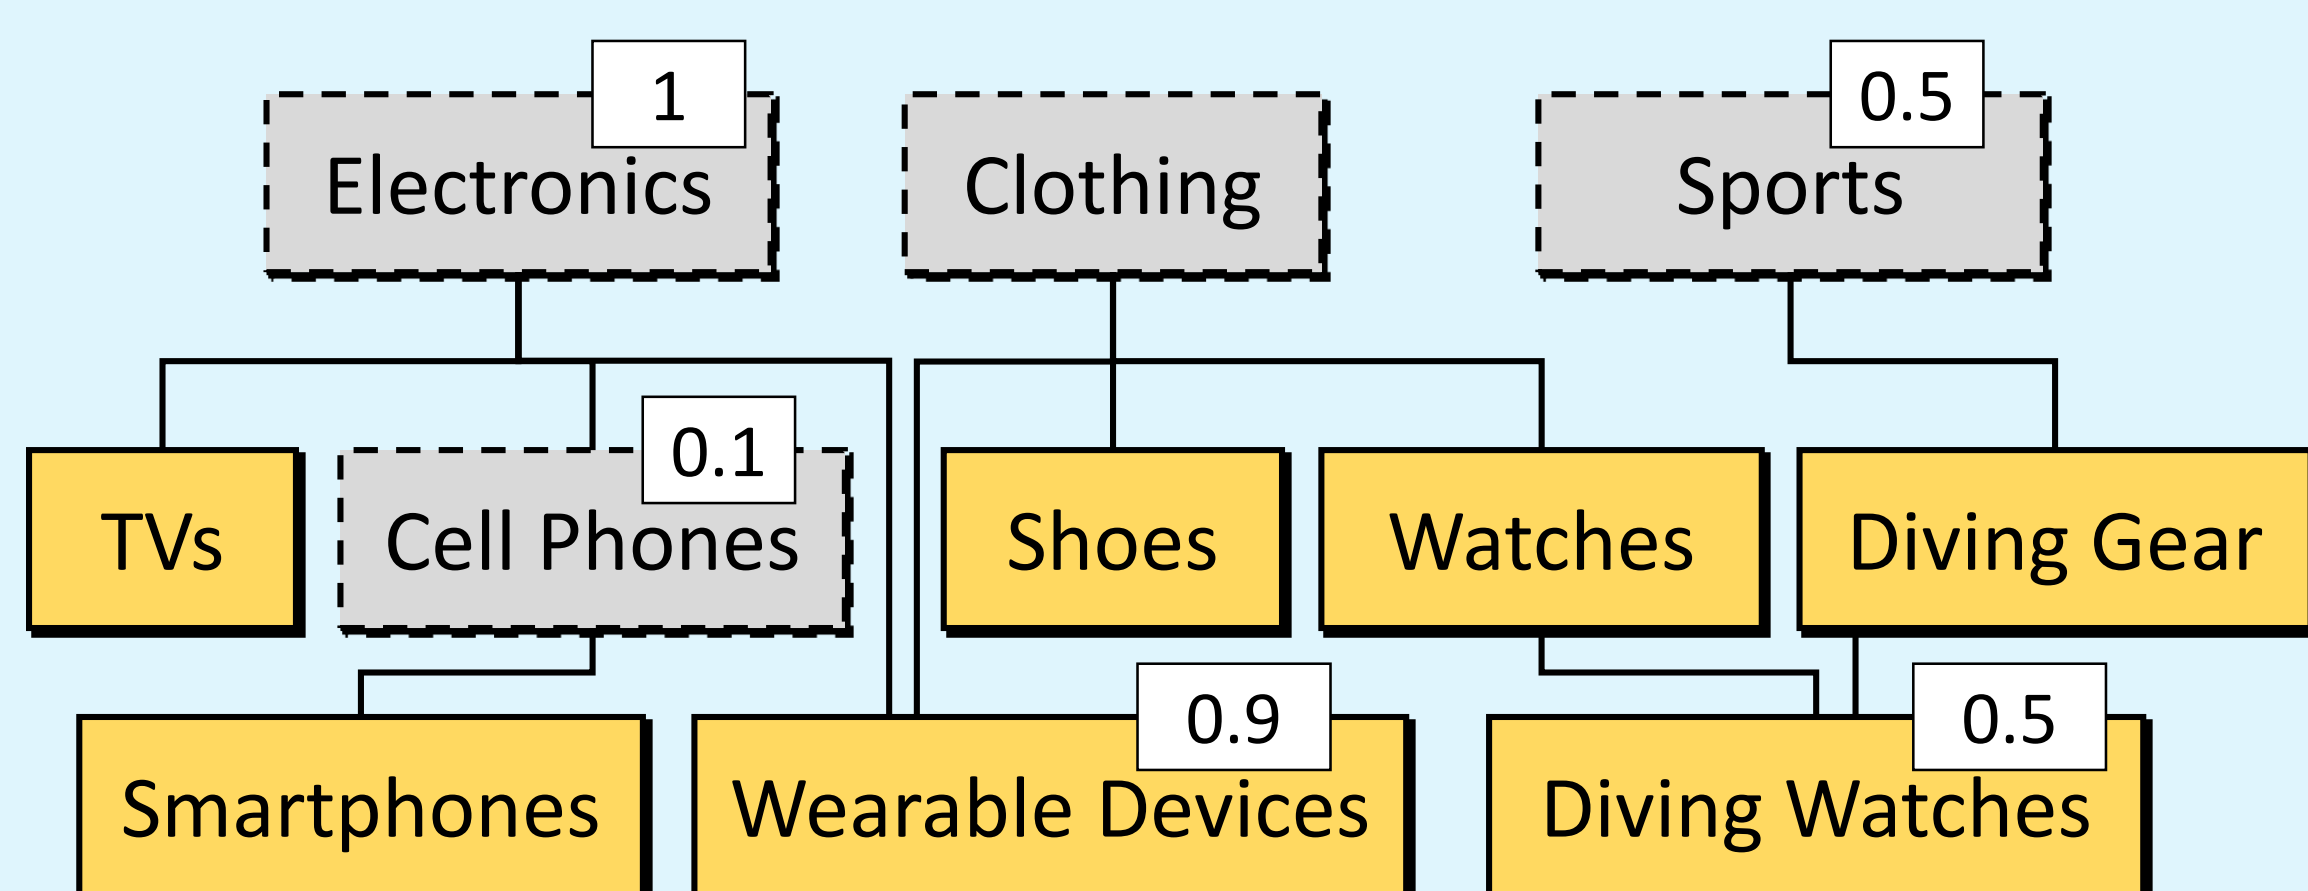 1
0.5
Electronics
Clothing
Sports
0.1
TVs
Cell Phones
Shoes
Watches
Diving Gear
0.9
0.5
Smartphones
Wearable Devices
Diving Watches